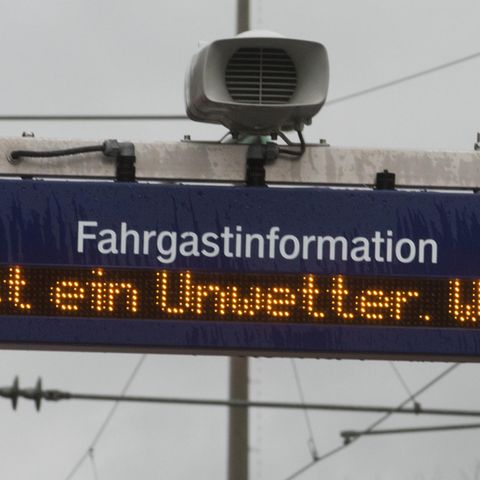 Fahrgastinformation
t ein Unwetter. W